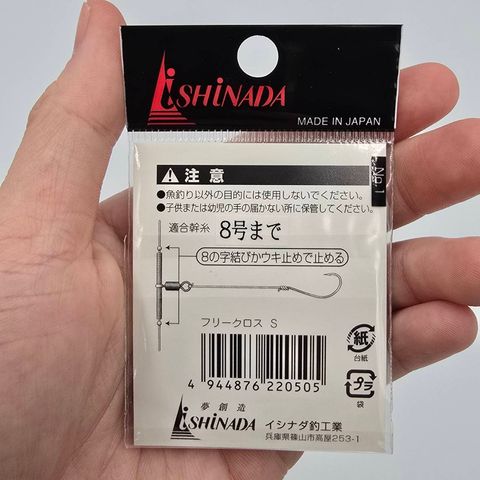 iSHiNADA
MADE IN JAPAN
No.1
注意
●魚釣り以外の目的には使用しないでください。
●子供または幼児の手の届かない所に保管してください。
適合幹糸 8号まで
8の字結びかウキ止めで止める
フリークロス S
紙
台紙
プラ
袋
4 944876 220505
夢創造
iSHiNADA
イシナダ釣工業
兵庫県篠山市高屋253-1